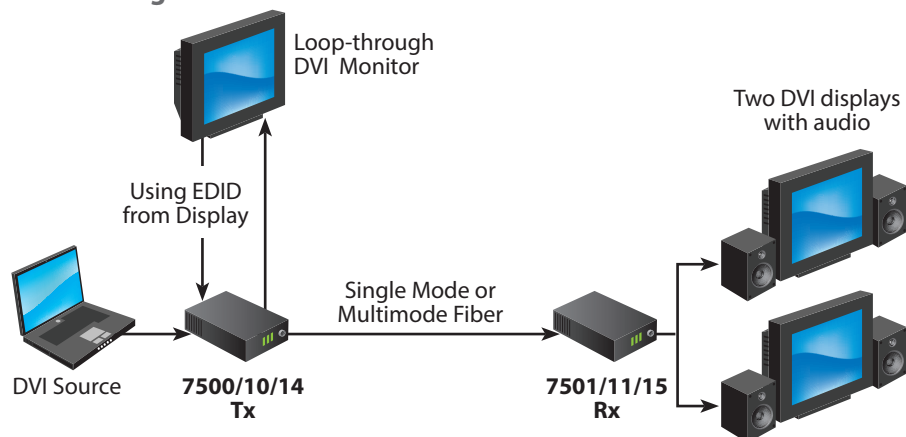 Loop-through
DVI Monitor
Two DVI displays
with audio
Using EDID
from Display
Single Mode or
Multimode Fiber
DVI Source
7500/10/14
Tx
7501/11/15
Rx